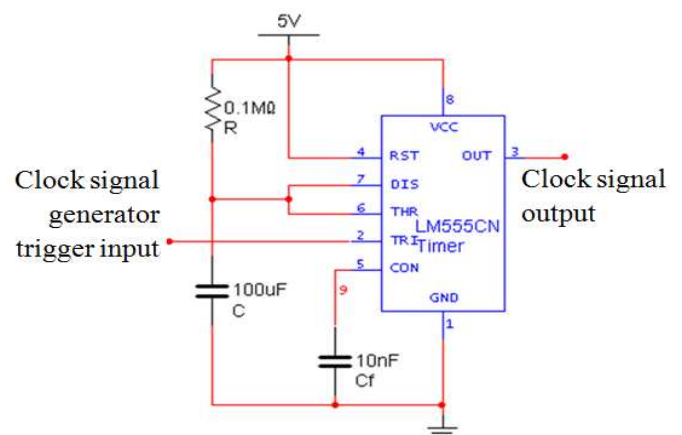 5V
0.1MΩ
R
8
VCC
4
RST
OUT
3
7
DIS
6
THR
LM555CN
2
TRI
Timer
5
CON
9
GND
1
Clock signal
generator
trigger input
Clock signal
output
100uF
C
10nF
Cf